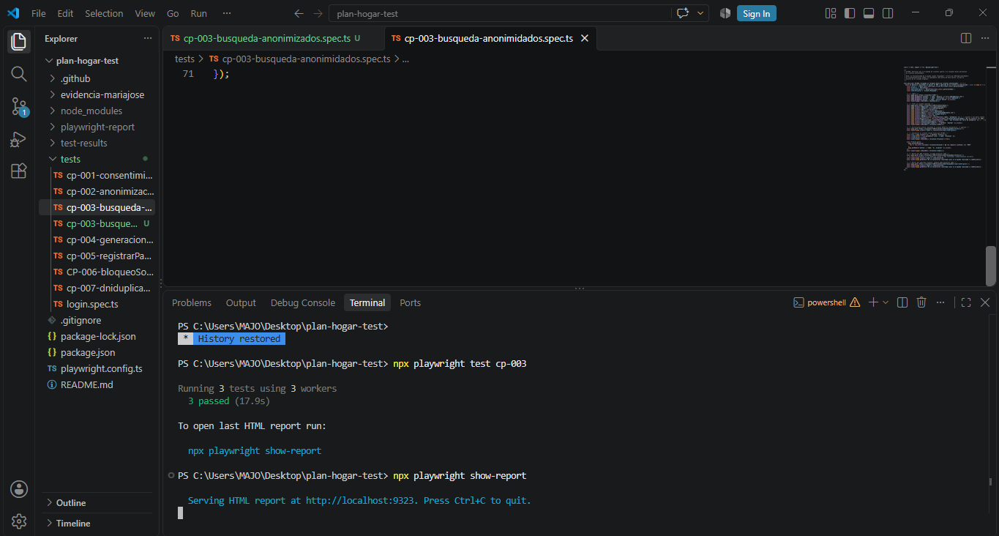 File Edit Selection View Go Run ··· plan-hogar-test Sign In
Explorer ···
plan-hogar-test
.github
evidencia-mariajose
node_modules
playwright-report
test-results
tests
TS cp-001-consentimi...
TS cp-002-anonimizac...
TS cp-003-busqueda-...
TS cp-003-busque... U
TS cp-004-generacion...
TS cp-005-registrarPa...
TS CP-006-bloqueoSo...
TS cp-007-dniduplica...
TS login.spec.ts
.gitignore
{} package-lock.json
{} package.json
TS playwright.config.ts
README.md
Outline
Timeline
1
TS cp-003-busqueda-anonimizados.spec.ts U
TS cp-003-busqueda-anonimidados.spec.ts
tests > TS cp-003-busqueda-anonimidados.spec.ts > ...
71 });
Problems Output Debug Console Terminal Ports powershell
PS C:\Users\MAJO\Desktop\plan-hogar-test>
* History restored
PS C:\Users\MAJO\Desktop\plan-hogar-test> npx playwright test cp-003
Running 3 tests using 3 workers
3 passed (17.9s)
To open last HTML report run:
npx playwright show-report
PS C:\Users\MAJO\Desktop\plan-hogar-test> npx playwright show-report
Serving HTML report at http://localhost:9323. Press Ctrl+C to quit.